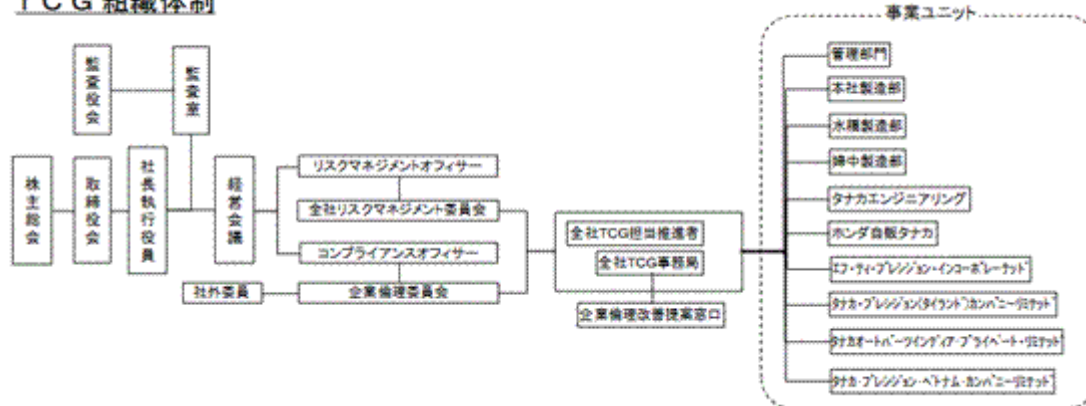 TCG 組織体制
事業ユニット
監査役会
監査室
株主総会
取締役会
社長執行役員
経営会議
リスクマネジメントオフィサー
全社リスクマネジメント委員会
コンプライアンスオフィサー
社外委員
企業倫理委員会
全社TCG担当推進者
全社TCG事務局
企業倫理改善提案窓口
管理部門
本社製造部
水橋製造部
婦中製造部
タナカエンジニアリング
ホンダ自販タナカ
エフ・ティ・プレシジョン・インコーポレーテッド
タナカ・プレシジョン(タイランド)カンパニーリミテッド
タナカオートパーツインディア・プライベート・リミテッド
タナカ・プレシジョン・ベトナム・カンパニーリミテッド